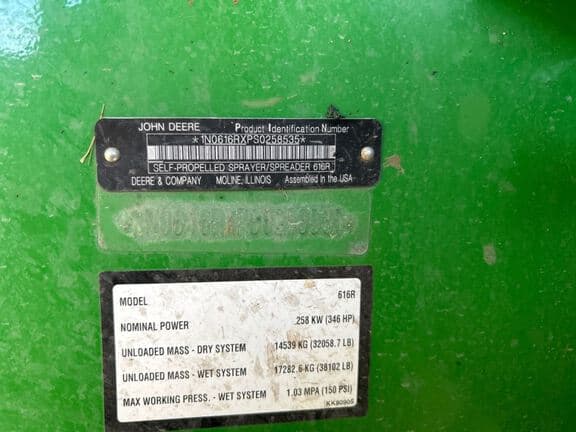 JOHN DEERE Product Identification Number
*1N0616RXPS0258535*
SELF-PROPELLED SPRAYER/SPREADER 616R
DEERE & COMPANY MOLINE, ILLINOIS Assembled in the USA
MODEL 616R
NOMINAL POWER 258 KW (346 HP)
UNLOADED MASS - DRY SYSTEM 14539 KG (32058.7 LB)
UNLOADED MASS - WET SYSTEM 17282.6 KG (38102 LB)
MAX WORKING PRESS. - WET SYSTEM 1.03 MPA (150 PSI)